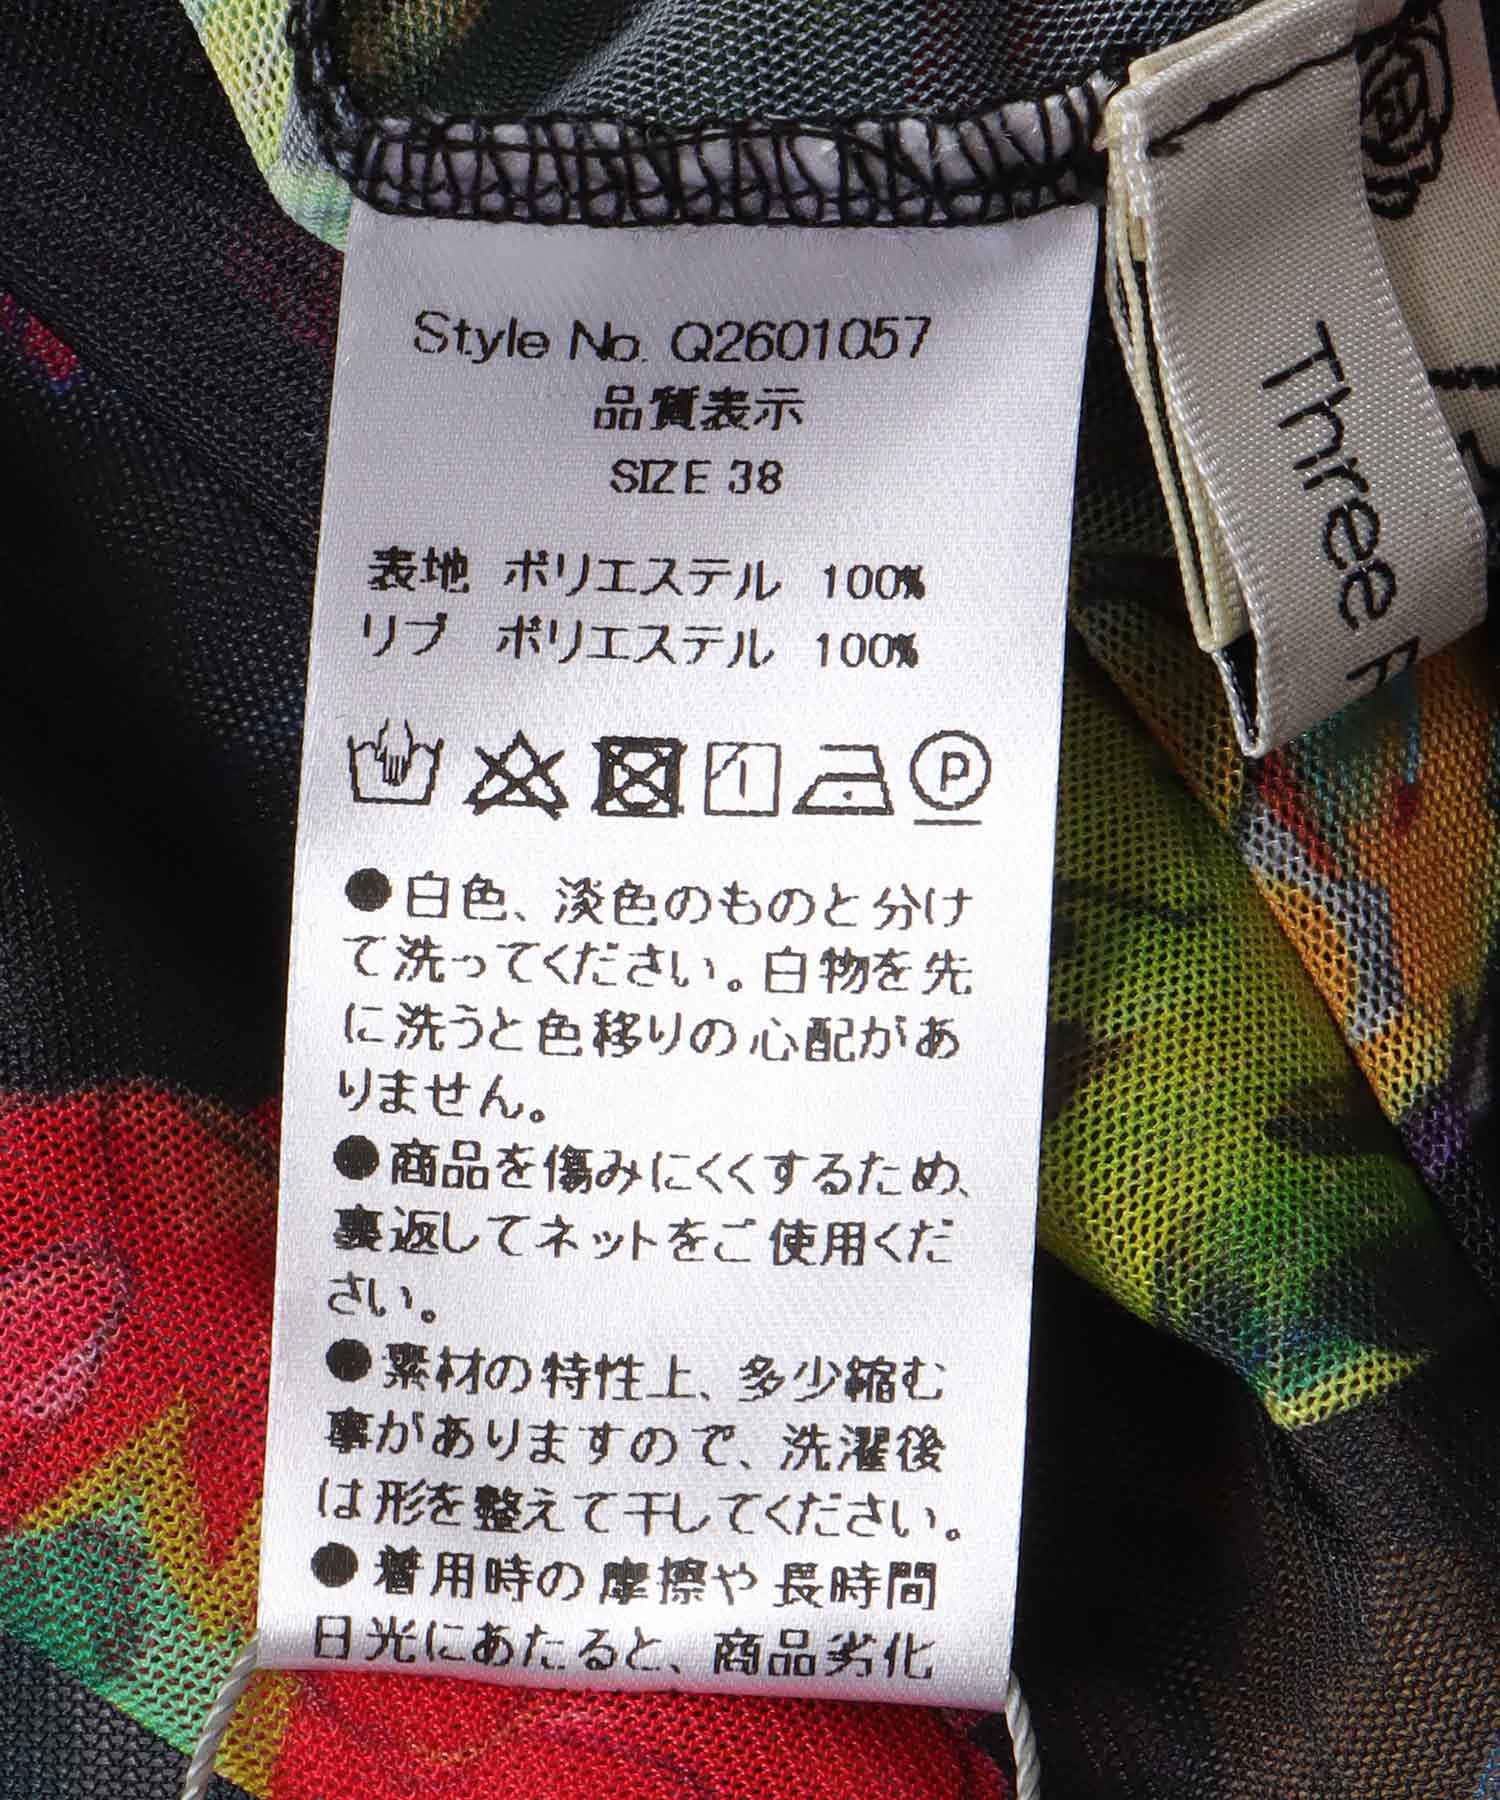 Style No. Q2601057
品質表示
SIZE 38
表地 ポリエステル 100%
リブ ポリエステル 100%
P
●白色、淡色のものと分け
て洗ってください。白物を先
に洗うと色移りの心配があ
りません。
●商品を傷みにくくするため、
裏返してネットをご使用くだ
さい。
●素材の特性上、多少縮む
事がありますので、洗濯後
は形を整えて干してください。
●着用時の摩擦や長時間
日光にあたると、商品劣化
Three